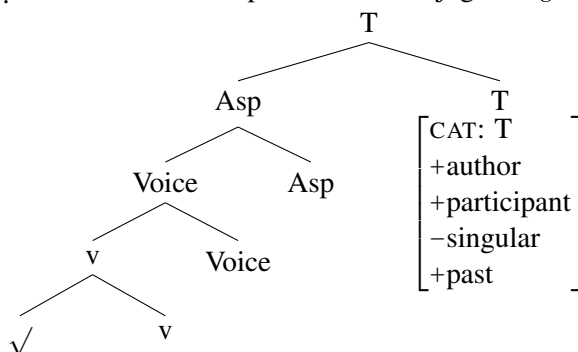 T
Asp T
CAT: T
+author
Voice Asp
+participant
−singular
v Voice
+past
√ v